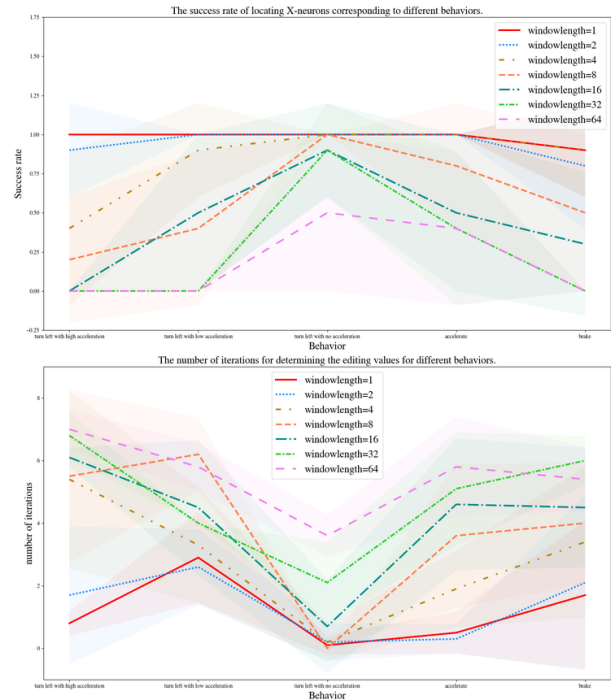 The success rate of locating X-neurons corresponding to different behaviors.
1.75
1.50
1.25
1.00
0.75
0.50
0.25
0.00
-0.25
Success rate
windowlength=1
windowlength=2
windowlength=4
windowlength=8
windowlength=16
windowlength=32
windowlength=64
turn left with high acceleration
turn left with low acceleration
turn left with no acceleration
accelerate
brake
Behavior
The number of iterations for determining the editing values for different behaviors.
8
6
4
2
0
number of iterations
windowlength=1
windowlength=2
windowlength=4
windowlength=8
windowlength=16
windowlength=32
windowlength=64
turn left with high acceleration
turn left with low acceleration
turn left with no acceleration
accelerate
brake
Behavior